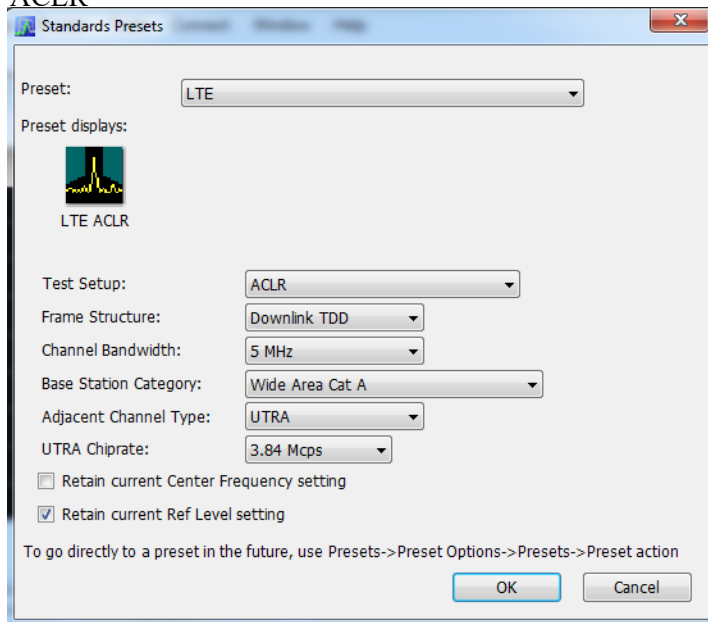 ACLR
Standards Presets Connect Window Help
Preset: LTE
Preset displays:
LTE ACLR
Test Setup: ACLR
Frame Structure: Downlink TDD
Channel Bandwidth: 5 MHz
Base Station Category: Wide Area Cat A
Adjacent Channel Type: UTRA
UTRA Chiprate: 3.84 Mcps
Retain current Center Frequency setting
Retain current Ref Level setting
To go directly to a preset in the future, use Presets->Preset Options->Presets->Preset action
OK Cancel